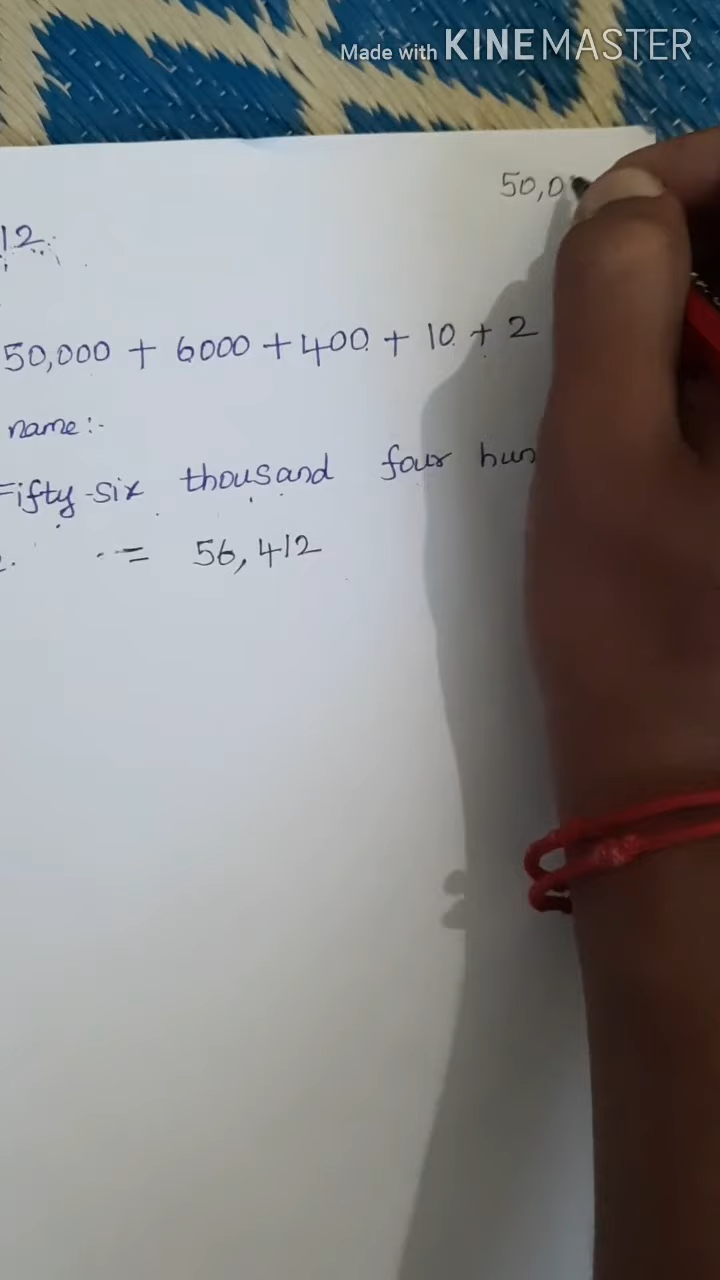 Made with KINEMASTER
50,0
12
50,000 + 6000 + 400 + 10 + 2
name:-
Fifty-six thousand four hun
= 56,412